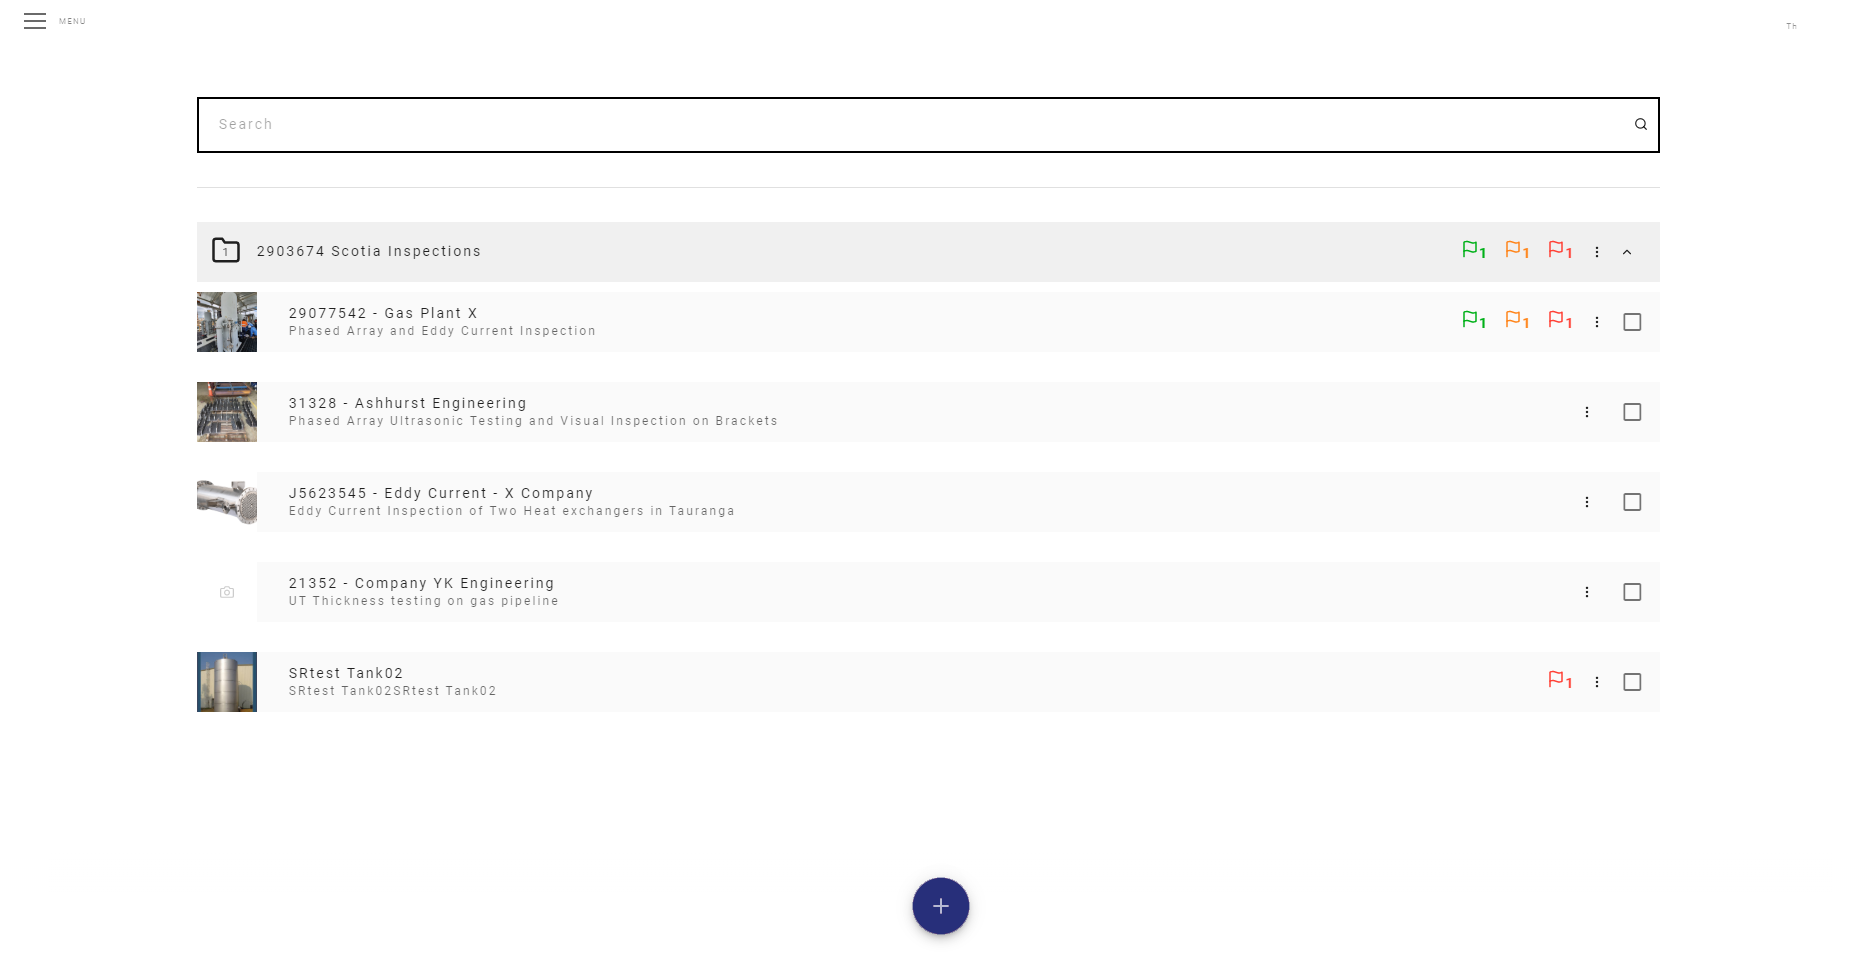 MENU
Th
Search
1 2903674 Scotia Inspections 1 1 1
29077542 - Gas Plant X 1 1 1
Phased Array and Eddy Current Inspection
31328 - Ashhurst Engineering
Phased Array Ultrasonic Testing and Visual Inspection on Brackets
J5623545 - Eddy Current - X Company
Eddy Current Inspection of Two Heat exchangers in Tauranga
21352 - Company YK Engineering
UT Thickness testing on gas pipeline
SRtest Tank02 1
SRtest Tank02SRtest Tank02